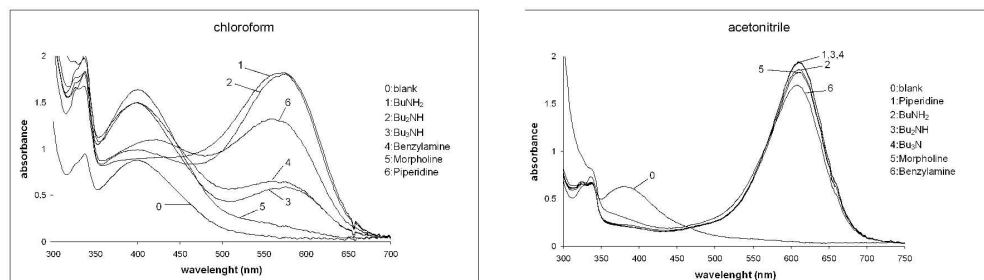 chloroform
2
1.5
1
0.5
0
absorbance
300
350
400
450
500
550
600
650
700
wavelenght (nm)
1
2
6
4
3
5
0
0:blank
1:BuNH₂
2:Bu₂NH
3:Bu₃NH
4:Benzylamine
5:Morpholine
6:Piperidine
acetonitrile
2
1.5
1
0.5
0
absorbance
300
350
400
450
500
550
600
650
700
750
wavelenght (nm)
1,3,4
5
2
6
0
0:blank
1:Piperidine
2:BuNH₂
3:Bu₂NH
4:Bu₃N
5:Morpholine
6:Benzylamine